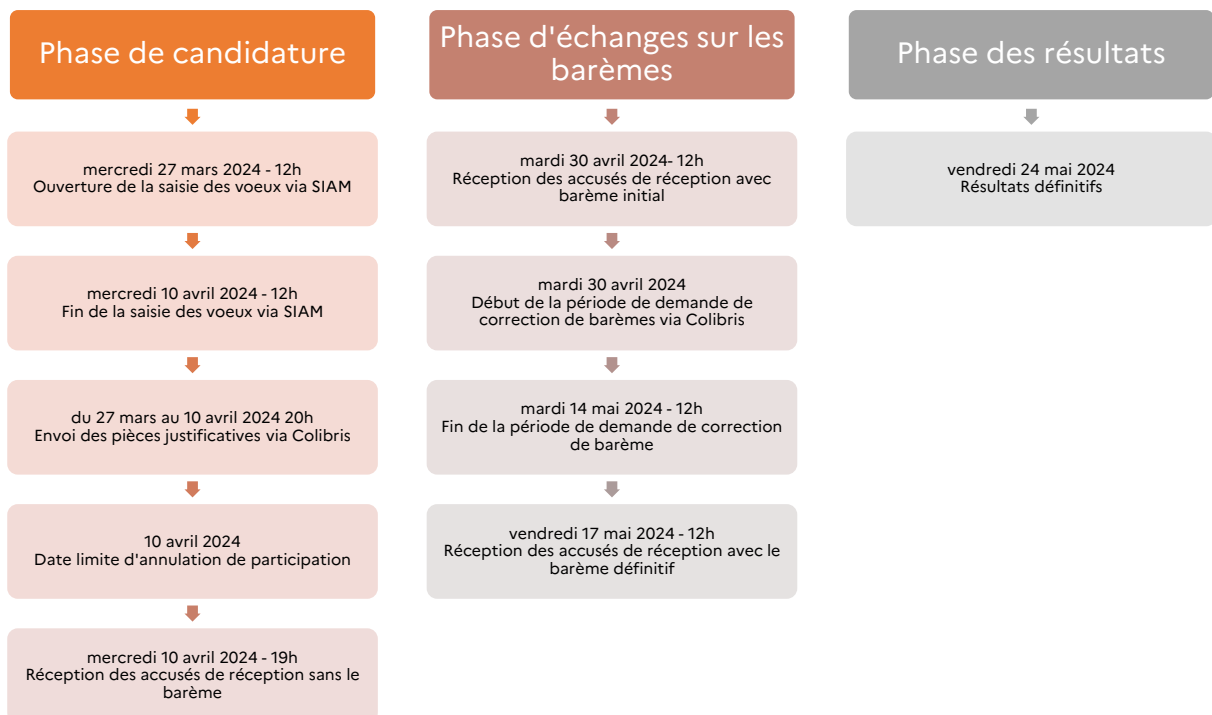 Phase de candidature
mercredi 27 mars 2024 - 12h
Ouverture de la saisie des voeux via SIAM
mercredi 10 avril 2024 - 12h
Fin de la saisie des voeux via SIAM
du 27 mars au 10 avril 2024 20h
Envoi des pièces justificatives via Colibris
10 avril 2024
Date limite d'annulation de participation
mercredi 10 avril 2024 - 19h
Réception des accusés de réception sans le
barème
Phase d'échanges sur les
barèmes
mardi 30 avril 2024- 12h
Réception des accusés de réception avec
barème initial
mardi 30 avril 2024
Début de la période de demande de
correction de barèmes via Colibris
mardi 14 mai 2024 - 12h
Fin de la période de demande de correction
de barème
vendredi 17 mai 2024 - 12h
Réception des accusés de réception avec le
barème définitif
Phase des résultats
vendredi 24 mai 2024
Résultats définitifs